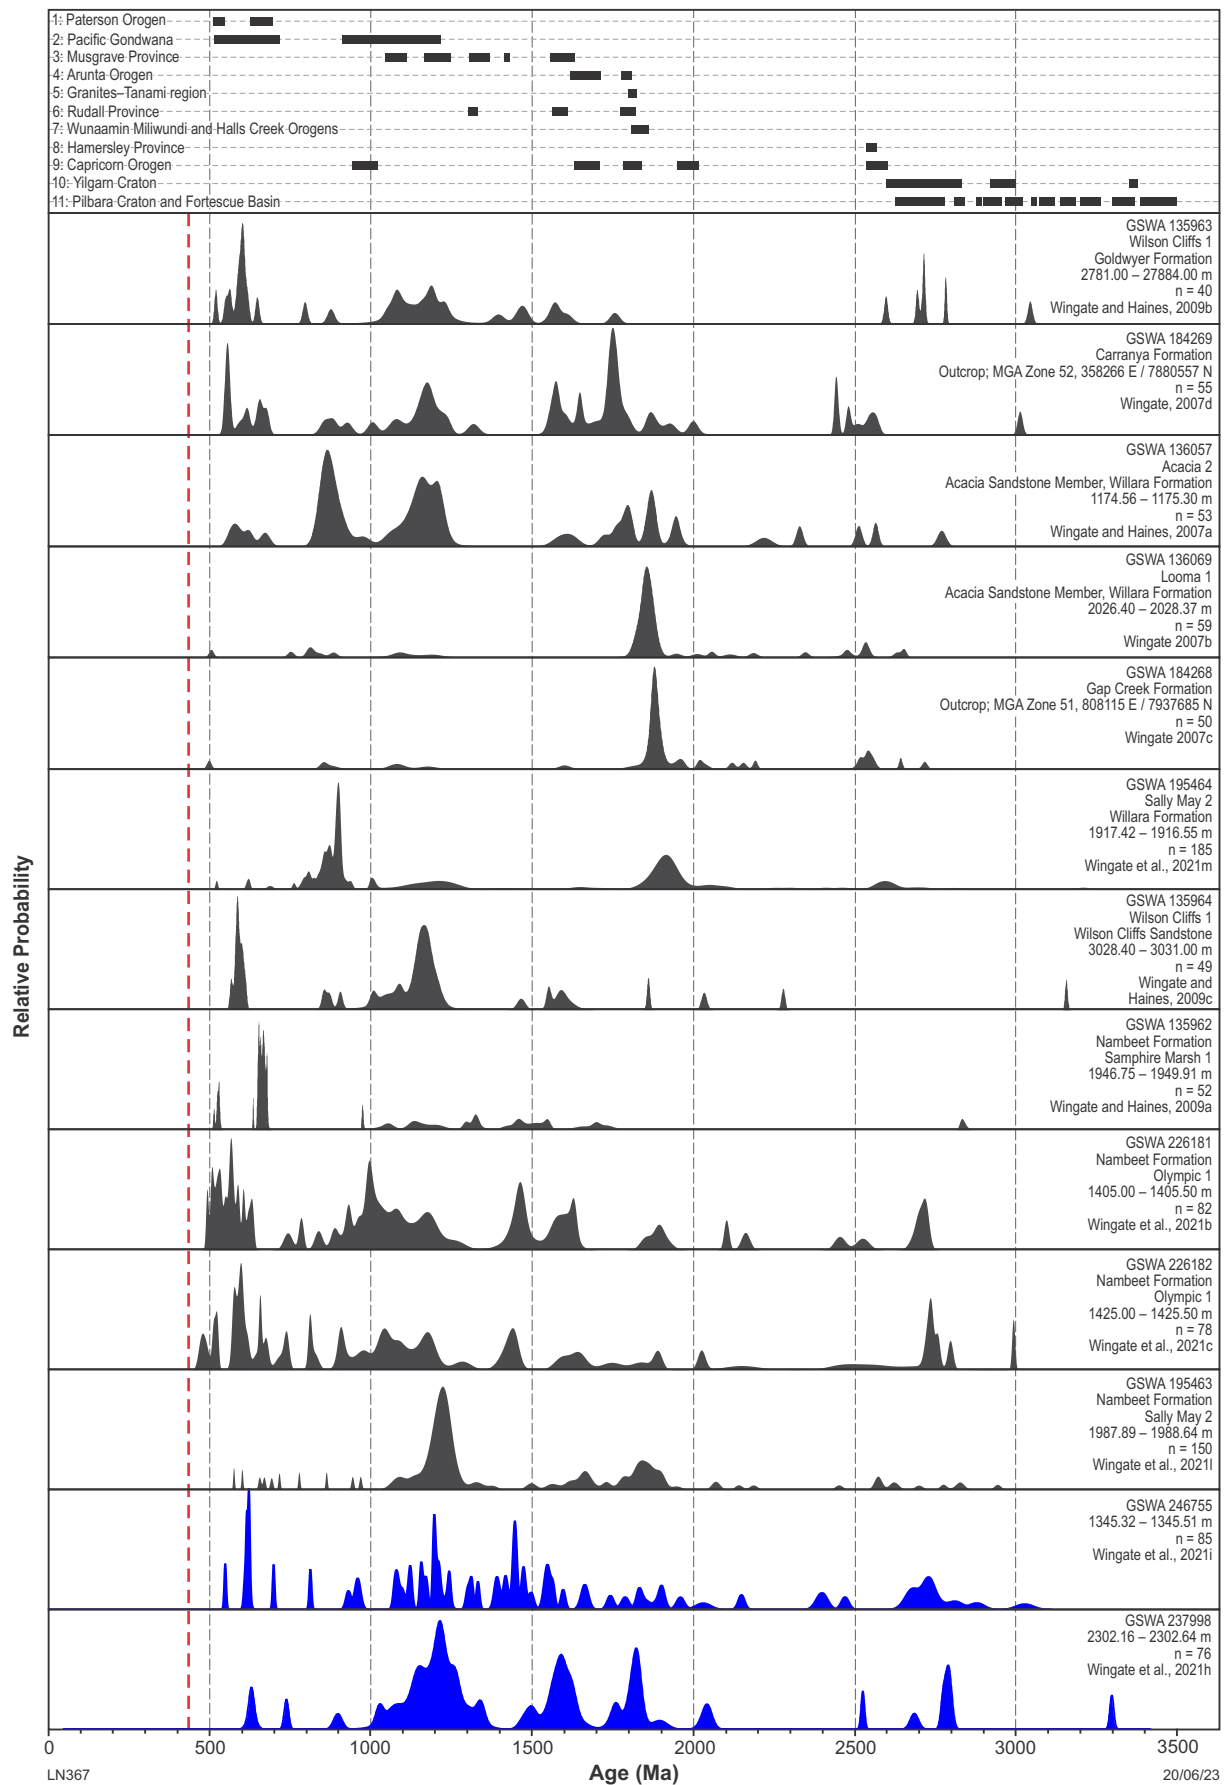 1: Paterson Orogen
2: Pacific Gondwana
3: Musgrave Province
4: Arunta Orogen
5: Granites–Tanami region
6: Rudall Province
7: Wunaamin Miliwundi and Halls Creek Orogens
8: Hamersley Province
9: Capricorn Orogen
10: Yilgarn Craton
11: Pilbara Craton and Fortescue Basin
GSWA 135963
Wilson Cliffs 1
Goldwyer Formation
2781.00 – 27884.00 m
n = 40
Wingate and Haines, 2009b
GSWA 184269
Carranya Formation
Outcrop; MGA Zone 52, 358266 E / 7880557 N
n = 55
Wingate, 2007d
GSWA 136057
Acacia 2
Acacia Sandstone Member, Willara Formation
1174.56 – 1175.30 m
n = 53
Wingate and Haines, 2007a
GSWA 136069
Looma 1
Acacia Sandstone Member, Willara Formation
2026.40 – 2028.37 m
n = 59
Wingate 2007b
GSWA 184268
Gap Creek Formation
Outcrop; MGA Zone 51, 808115 E / 7937685 N
n = 50
Wingate 2007c
GSWA 195464
Sally May 2
Willara Formation
1917.42 – 1916.55 m
n = 185
Wingate et al., 2021m
GSWA 135964
Wilson Cliffs 1
Wilson Cliffs Sandstone
3028.40 – 3031.00 m
n = 49
Wingate and
Haines, 2009c
GSWA 135962
Nambeet Formation
Samphire Marsh 1
1946.75 – 1949.91 m
n = 52
Wingate and Haines, 2009a
GSWA 226181
Nambeet Formation
Olympic 1
1405.00 – 1405.50 m
n = 82
Wingate et al., 2021b
GSWA 226182
Nambeet Formation
Olympic 1
1425.00 – 1425.50 m
n = 78
Wingate et al., 2021c
GSWA 195463
Nambeet Formation
Sally May 2
1987.89 – 1988.64 m
n = 150
Wingate et al., 2021l
GSWA 246755
1345.32 – 1345.51 m
n = 85
Wingate et al., 2021i
GSWA 237998
2302.16 – 2302.64 m
n = 76
Wingate et al., 2021h
Relative Probability
0 500 1000 1500 2000 2500 3000 3500
Age (Ma)
LN367
20/06/23